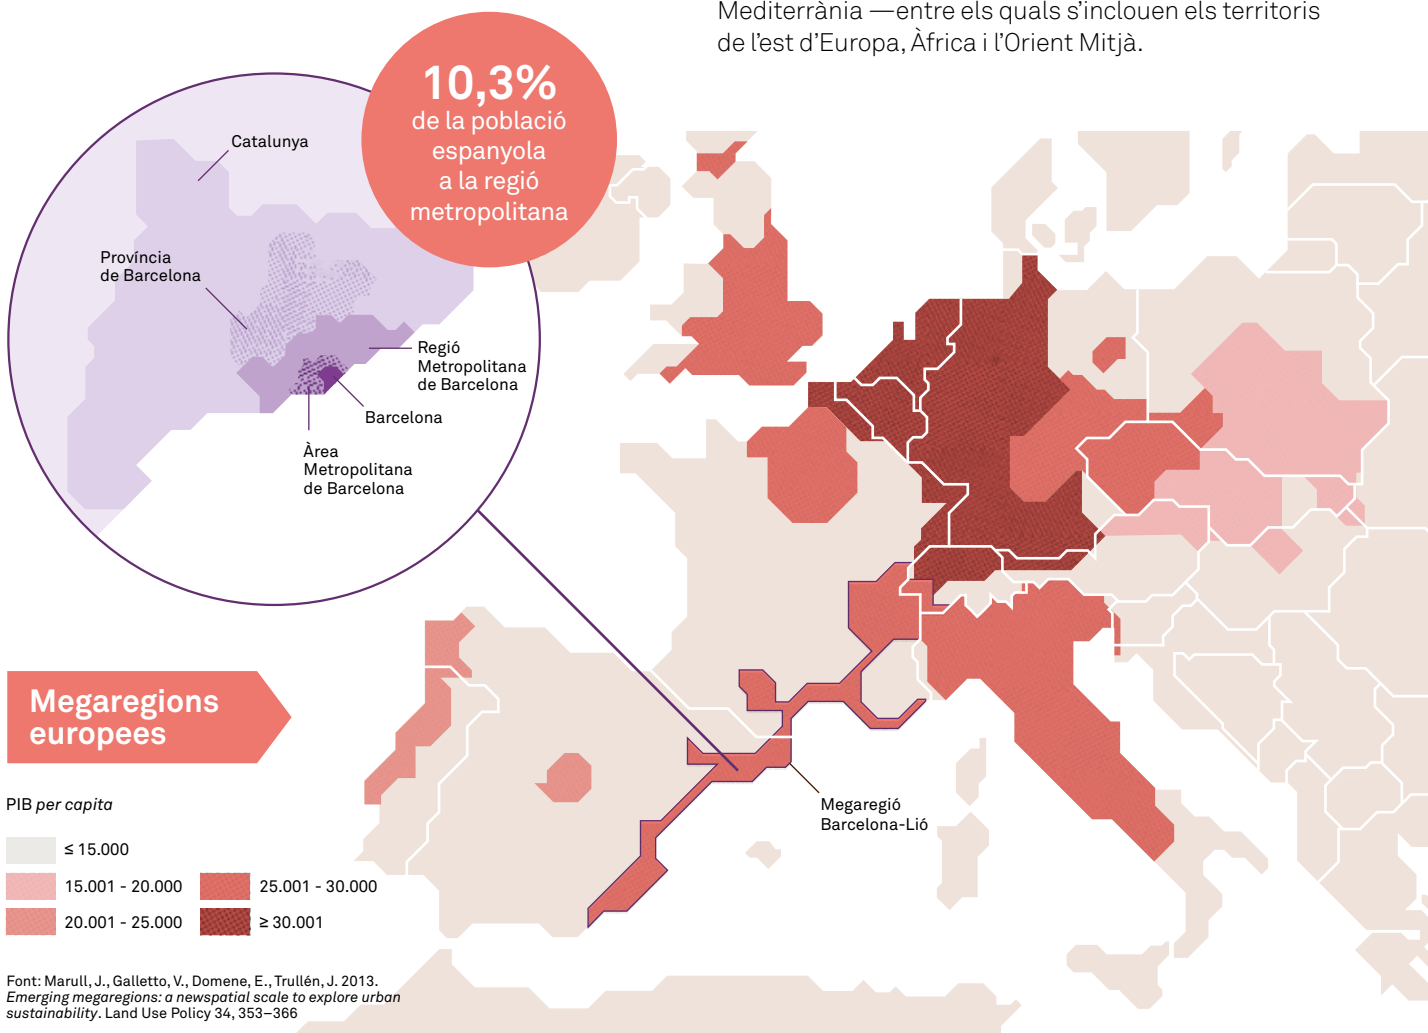 Mediterrània —entre els quals s'inclouen els territoris
de l'est d'Europa, Àfrica i l'Orient Mitjà.
10,3%
de la població
espanyola
a la regió
metropolitana
Catalunya
Província
de Barcelona
Regió
Metropolitana
de Barcelona
Barcelona
Àrea
Metropolitana
de Barcelona
Megaregions
europees
PIB per capita
≤ 15.000
15.001 - 20.000
25.001 - 30.000
20.001 - 25.000
≥ 30.001
Megaregió
Barcelona-Lió
Font: Marull, J., Galletto, V., Domene, E., Trullén, J. 2013.
Emerging megaregions: a newspatial scale to explore urban
sustainability. Land Use Policy 34, 353–366